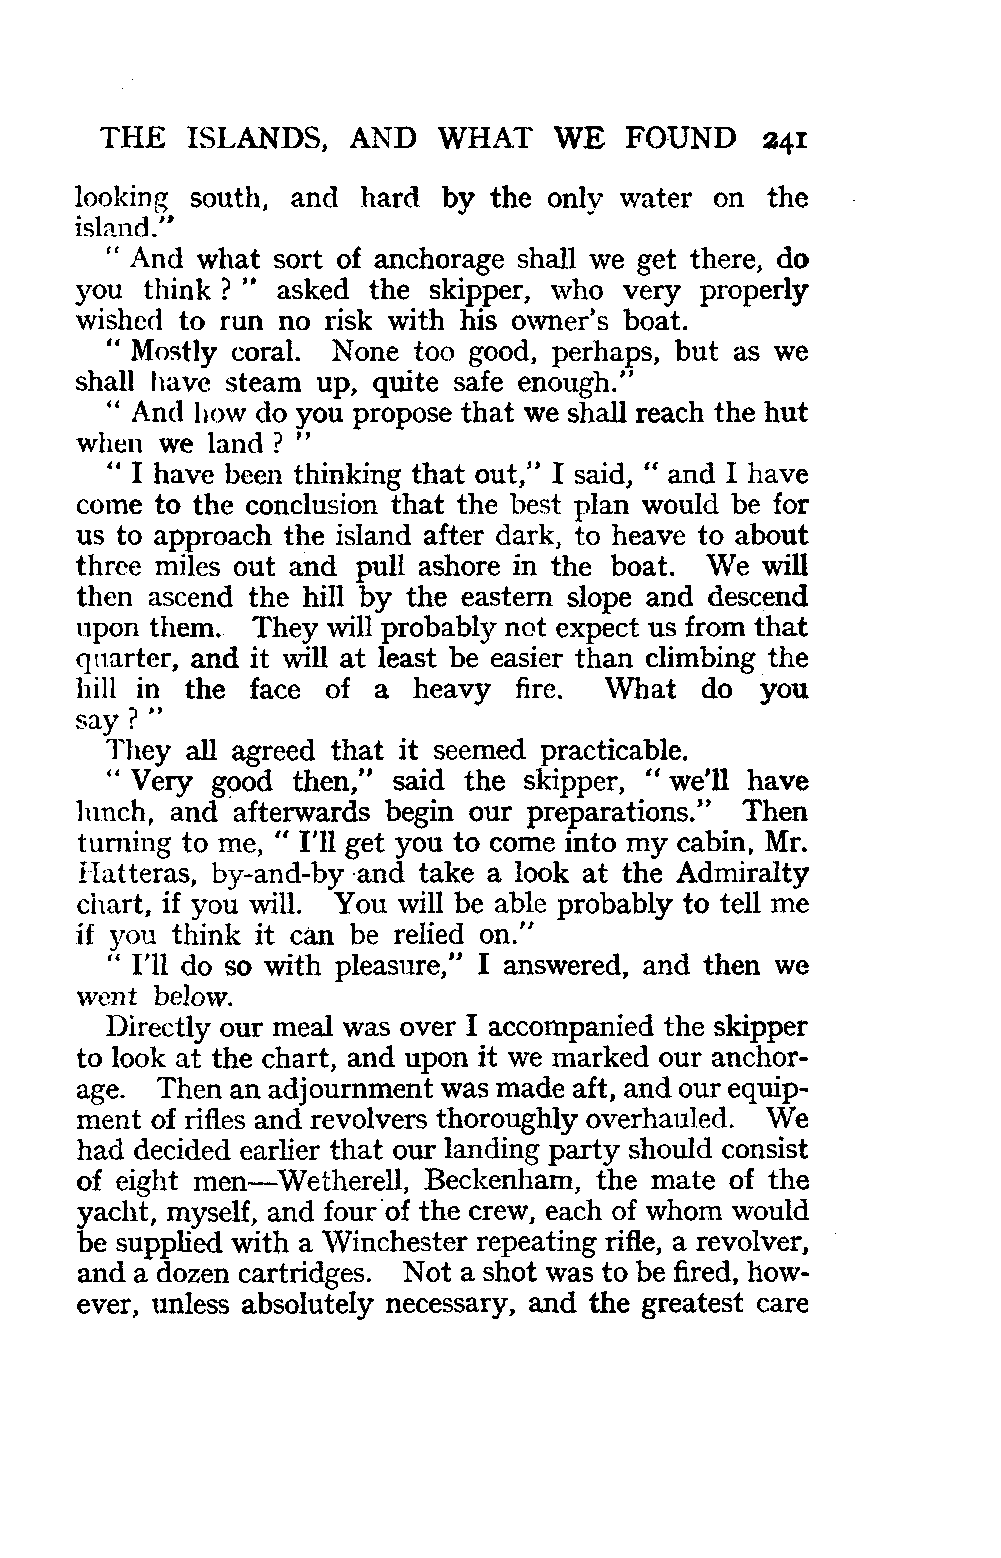 THE ISLANDS, AND WHAT WE FOUND 241
looking south, and hard by the only water on the
island."
" And what sort of anchorage shall we get there, do
you think ? " asked the skipper, who very properly
wished to run no risk with his owner's boat.
" Mostly coral. None too good, perhaps, but as we
shall have steam up, quite safe enough."
" And how do you propose that we shall reach the hut
when we land ? "
" I have been thinking that out," I said, " and I have
come to the conclusion that the best plan would be for
us to approach the island after dark, to heave to about
three miles out and pull ashore in the boat. We will
then ascend the hill by the eastern slope and descend
upon them. They will probably not expect us from that
quarter, and it will at least be easier than climbing the
hill in the face of a heavy fire. What do you
say ? "
They all agreed that it seemed practicable.
" Very good then," said the skipper, " we'll have
lunch, and afterwards begin our preparations." Then
turning to me, " I'll get you to come into my cabin, Mr.
Hatteras, by-and-by and take a look at the Admiralty
chart, if you will. You will be able probably to tell me
if you think it can be relied on."
" I'll do so with pleasure," I answered, and then we
went below.
Directly our meal was over I accompanied the skipper
to look at the chart, and upon it we marked our anchor-
age. Then an adjournment was made aft, and our equip-
ment of rifles and revolvers thoroughly overhauled. We
had decided earlier that our landing party should consist
of eight men—Wetherell, Beckenham, the mate of the
yacht, myself, and four of the crew, each of whom would
be supplied with a Winchester repeating rifle, a revolver,
and a dozen cartridges. Not a shot was to be fired, how-
ever, unless absolutely necessary, and the greatest care